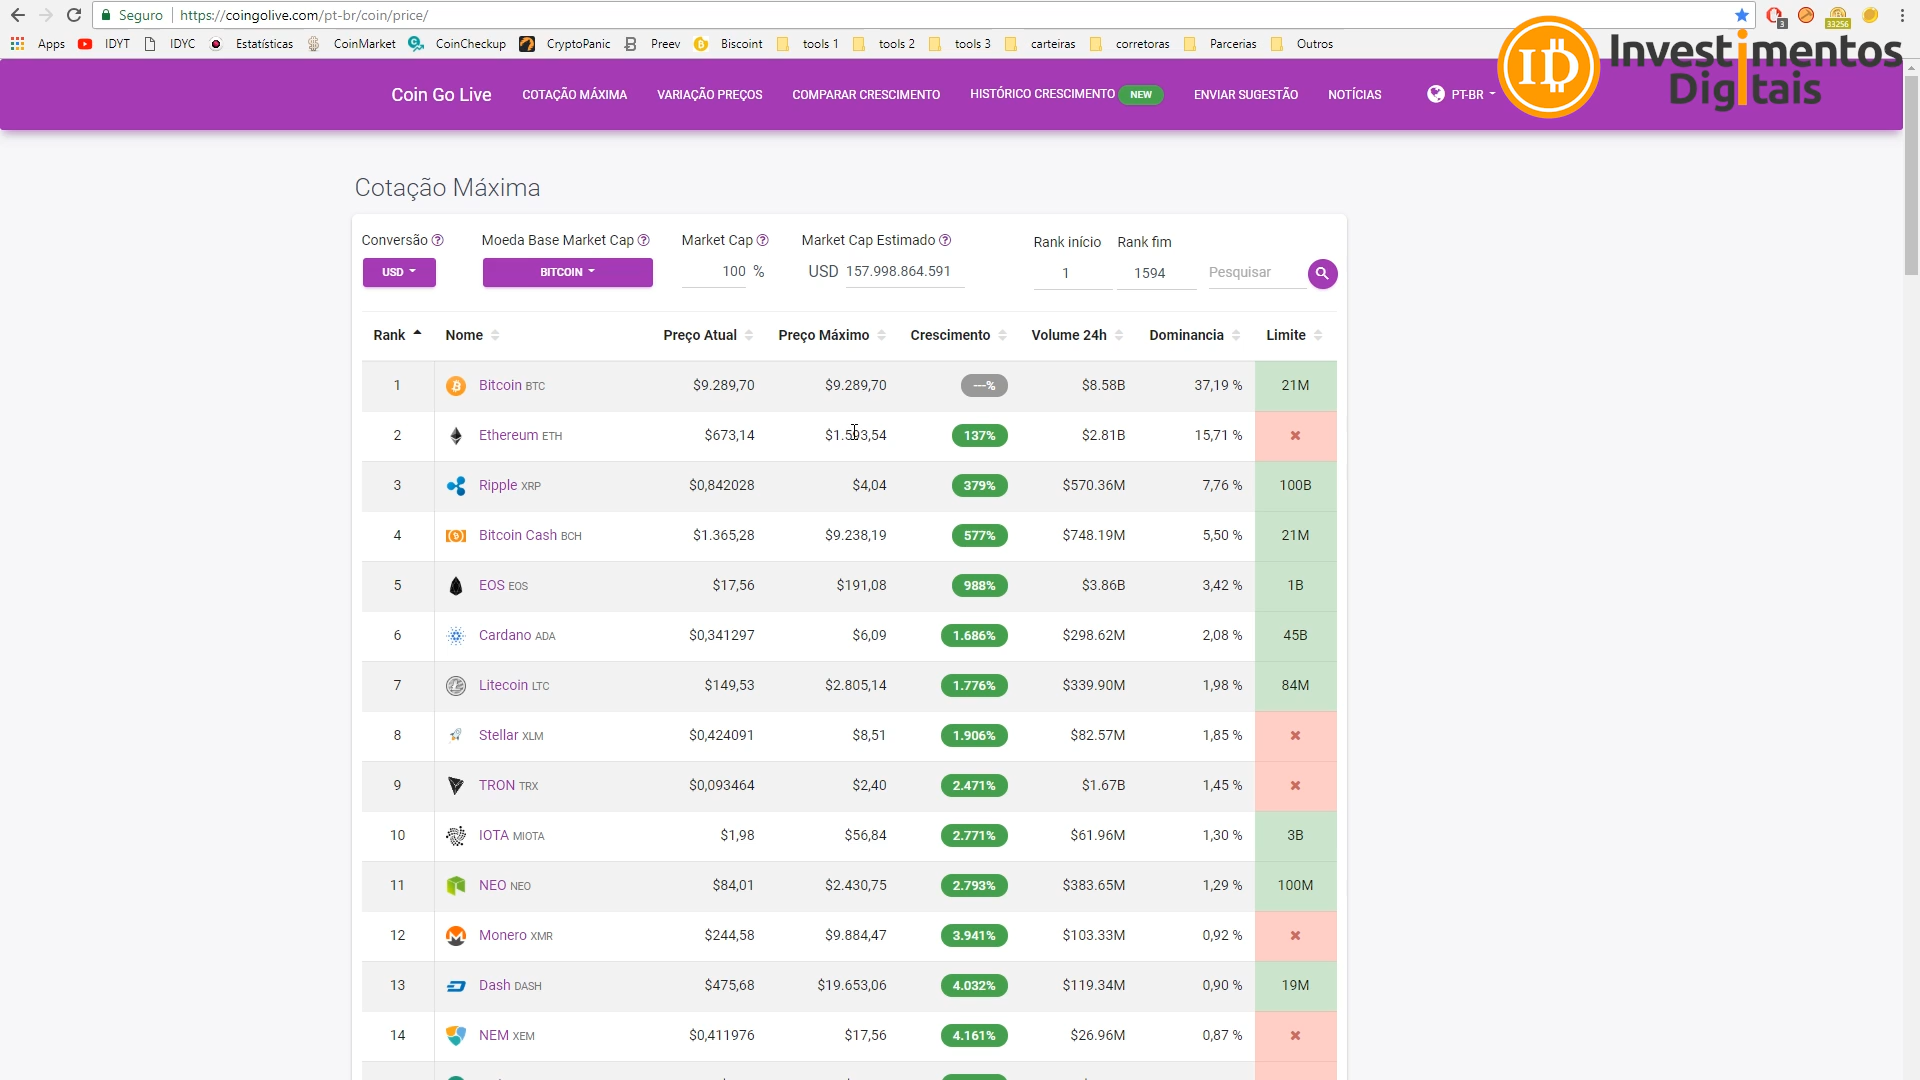 Seguro https://coingolive.com/pt-br/coin/price/
3 33256
Apps IDYT IDYC Estatísticas CoinMarket CoinCheckup CryptoPanic Preev Biscoint tools 1 tools 2 tools 3 carteiras corretoras Parcerias Outros
ID Investimentos
Digitais
Coin Go Live COTAÇÃO MÁXIMA VARIAÇÃO PREÇOS COMPARAR CRESCIMENTO HISTÓRICO CRESCIMENTO NEW ENVIAR SUGESTÃO NOTÍCIAS PT-BR
Cotação Máxima
Conversão Moeda Base Market Cap Market Cap Market Cap Estimado Rank início Rank fim
USD BITCOIN 100 % USD 157.998.864.591 1 1594 Pesquisar
Rank Nome Preço Atual Preço Máximo Crescimento Volume 24h Dominancia Limite
1 Bitcoin BTC $9.289,70 $9.289,70 —% $8.58B 37,19 % 21M
2 Ethereum ETH $673,14 $1.593,54 137% $2.81B 15,71 %
3 Ripple XRP $0,842028 $4,04 379% $570.36M 7,76 % 100B
4 Bitcoin Cash BCH $1.365,28 $9.238,19 577% $748.19M 5,50 % 21M
5 EOS EOS $17,56 $191,08 988% $3.86B 3,42 % 1B
6 Cardano ADA $0,341297 $6,09 1.686% $298.62M 2,08 % 45B
7 Litecoin LTC $149,53 $2.805,14 1.776% $339.90M 1,98 % 84M
8 Stellar XLM $0,424091 $8,51 1.906% $82.57M 1,85 %
9 TRON TRX $0,093464 $2,40 2.471% $1.67B 1,45 %
10 IOTA MIOTA $1,98 $56,84 2.771% $61.96M 1,30 % 3B
11 NEO NEO $84,01 $2.430,75 2.793% $383.65M 1,29 % 100M
12 Monero XMR $244,58 $9.884,47 3.941% $103.33M 0,92 %
13 Dash DASH $475,68 $19.653,06 4.032% $119.34M 0,90 % 19M
14 NEM XEM $0,411976 $17,56 4.161% $26.96M 0,87 %